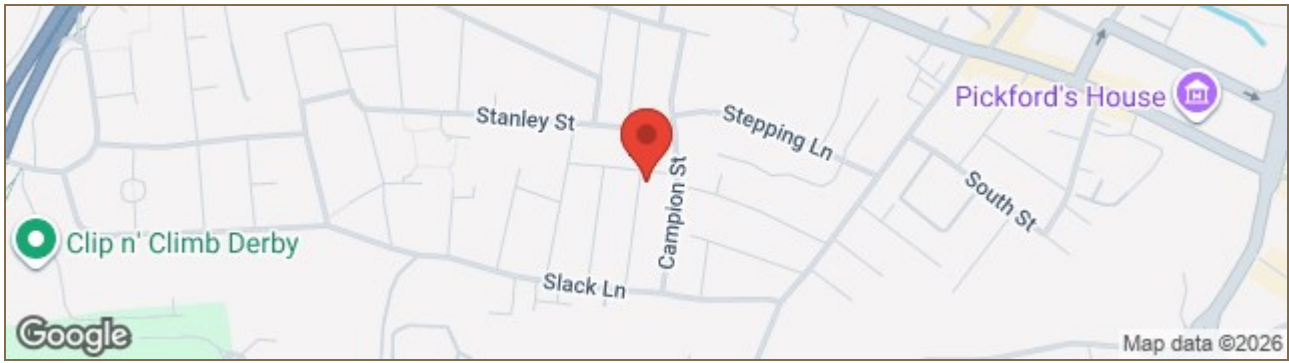 Pickford's House
Stanley St
Stepping Ln
Campion St
South St
Clip n' Climb Derby
Slack Ln
Google
Map data ©2026